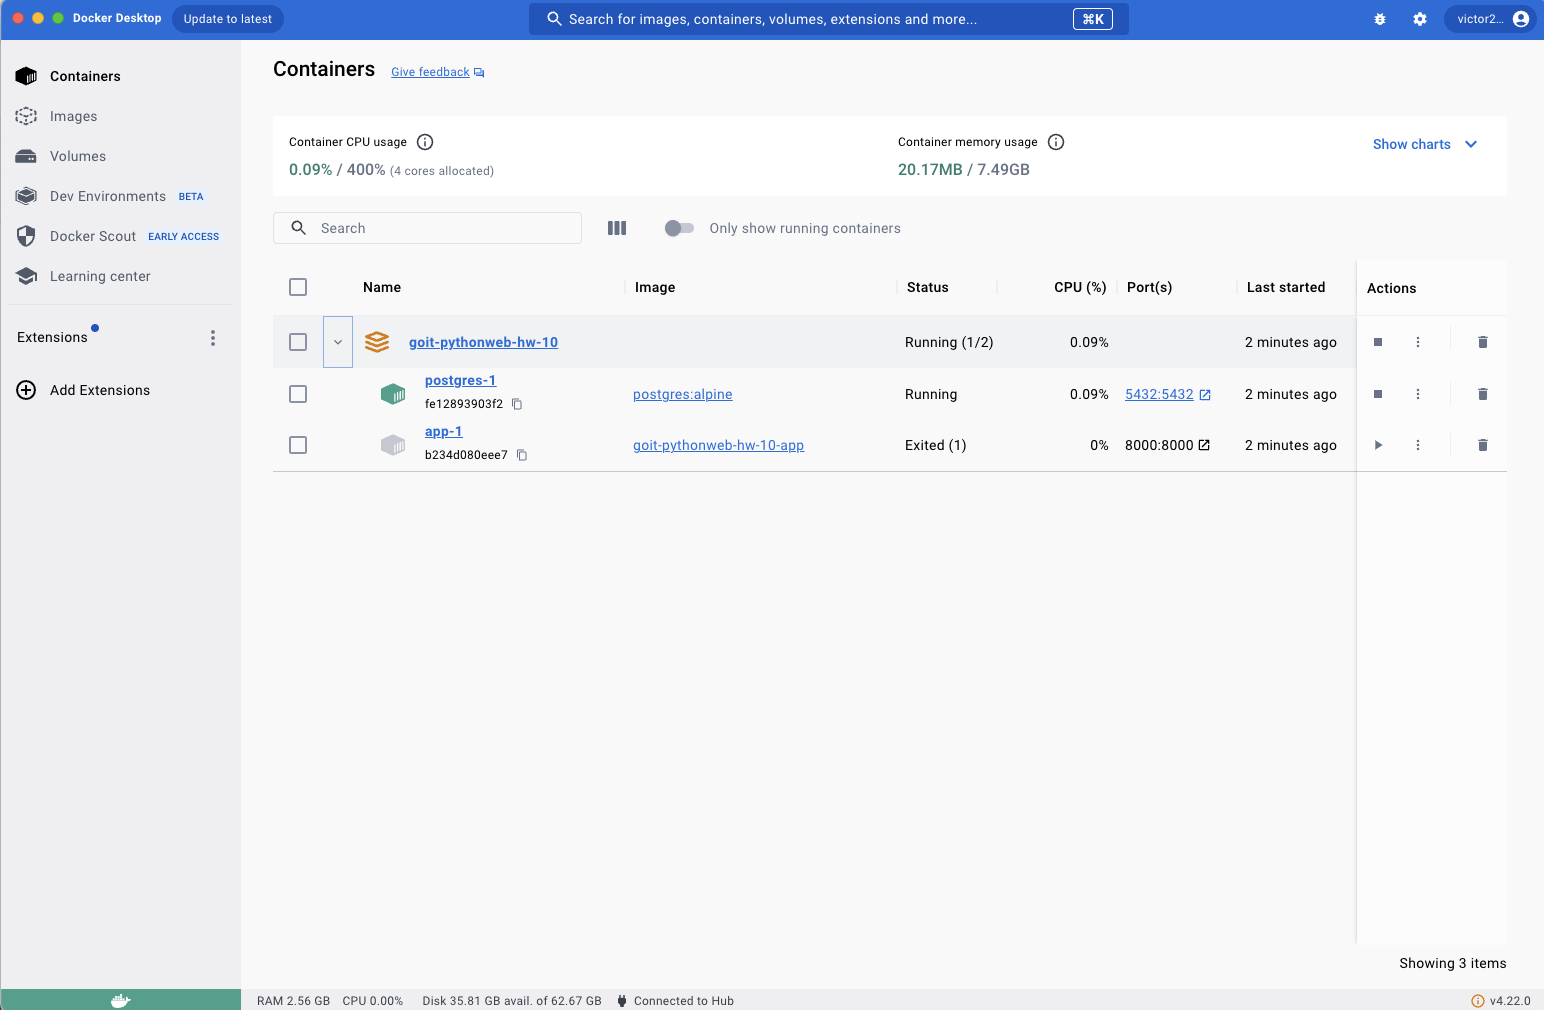 Docker Desktop Update to latest Search for images, containers, volumes, extensions and more... ⌘K victor2...
Containers
Images
Volumes
Dev Environments BETA
Docker Scout EARLY ACCESS
Learning center
Extensions
Add Extensions
Containers Give feedback
Container CPU usage
0.09% / 400% (4 cores allocated)
Container memory usage
20.17MB / 7.49GB
Show charts
Search
Only show running containers
Name Image Status CPU (%) Port(s) Last started Actions
goit-pythonweb-hw-10 Running (1/2) 0.09% 2 minutes ago
postgres-1
fe12893903f2
postgres:alpine Running 0.09% 5432:5432 2 minutes ago
app-1
b234d080eee7
goit-pythonweb-hw-10-app Exited (1) 0% 8000:8000 2 minutes ago
Showing 3 items
RAM 2.56 GB CPU 0.00% Disk 35.81 GB avail. of 62.67 GB Connected to Hub v4.22.0